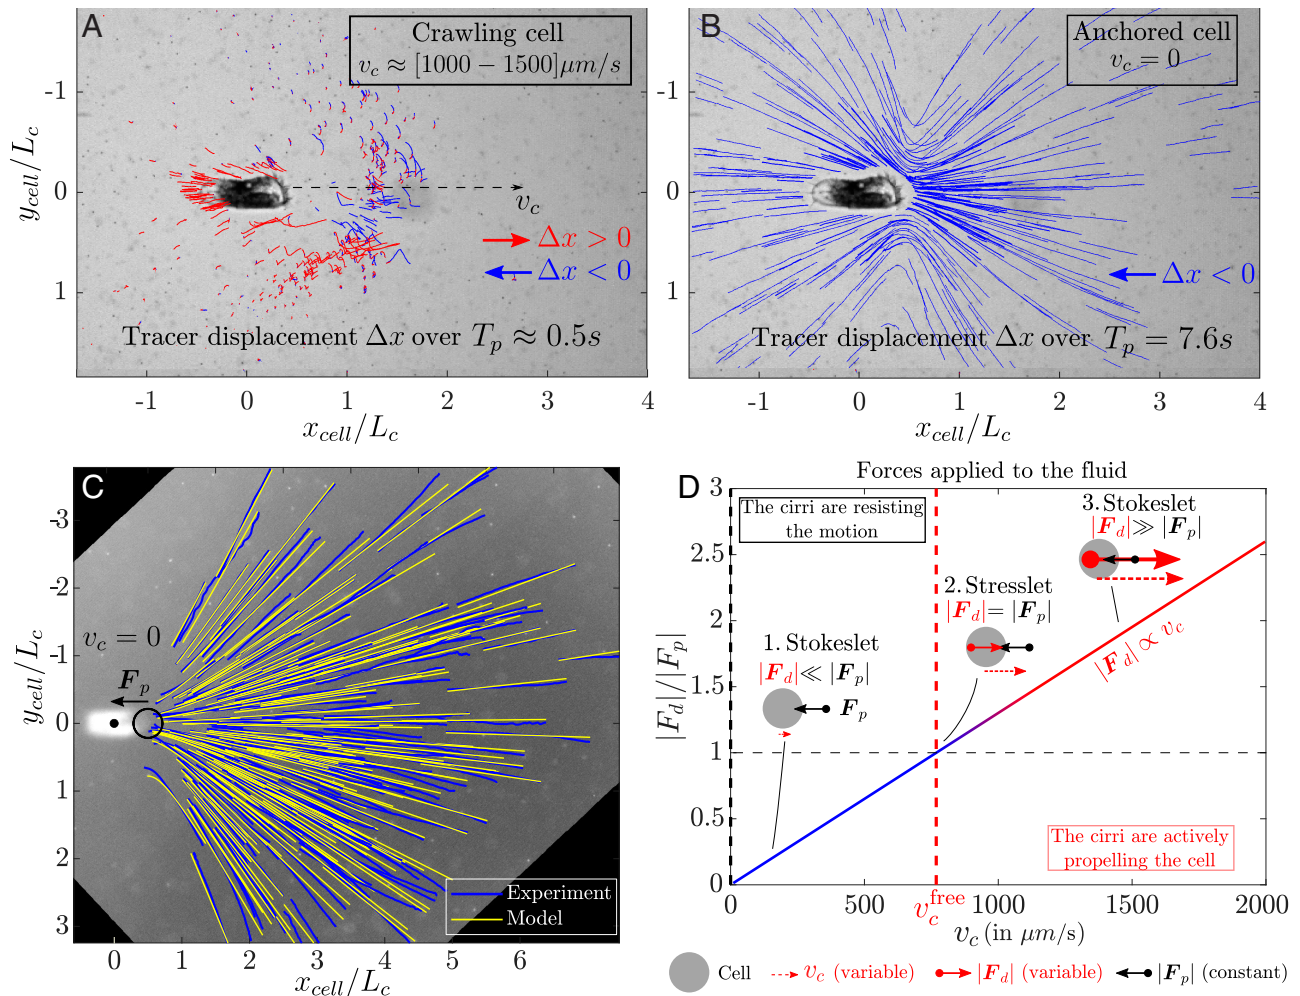 A
Crawling cell
v_c ≈ [1000 − 1500]μm/s
-1
0
1
y_cell/L_c
v_c
Δx > 0
Δx < 0
Tracer displacement Δx over T_p ≈ 0.5s
-1 0 1 2 3 4
x_cell/L_c
B
Anchored cell
v_c = 0
-1
0
1
Δx < 0
Tracer displacement Δx over T_p = 7.6s
-1 0 1 2 3 4
x_cell/L_c
C
-3
-2
-1
0
1
2
3
y_cell/L_c
v_c = 0
F_p
Experiment
Model
0 1 2 3 4 5 6
x_cell/L_c
D
Forces applied to the fluid
3
2.5
2
1.5
1
0.5
0
|F_d|/|F_p|
The cirri are resisting
the motion
3. Stokeslet
|F_d| ≫ |F_p|
2. Stresslet
|F_d| = |F_p|
1. Stokeslet
|F_d| ≪ |F_p|
F_p
|F_d| ∝ v_c
The cirri are actively
propelling the cell
0 500 v_c^free 1000 1500 2000
v_c (in μm/s)
Cell v_c (variable) |F_d| (variable) |F_p| (constant)